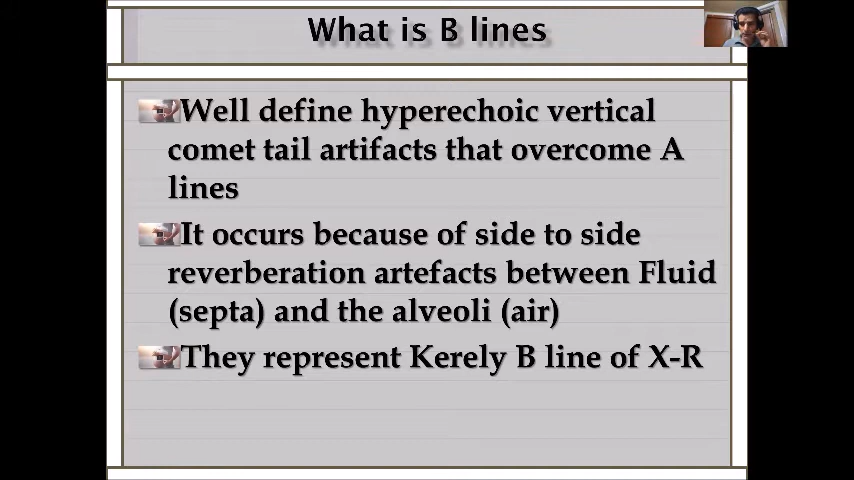 What is B lines
Well define hyperechoic vertical
comet tail artifacts that overcome A
lines
It occurs because of side to side
reverberation artefacts between Fluid
(septa) and the alveoli (air)
They represent Kerely B line of X-R